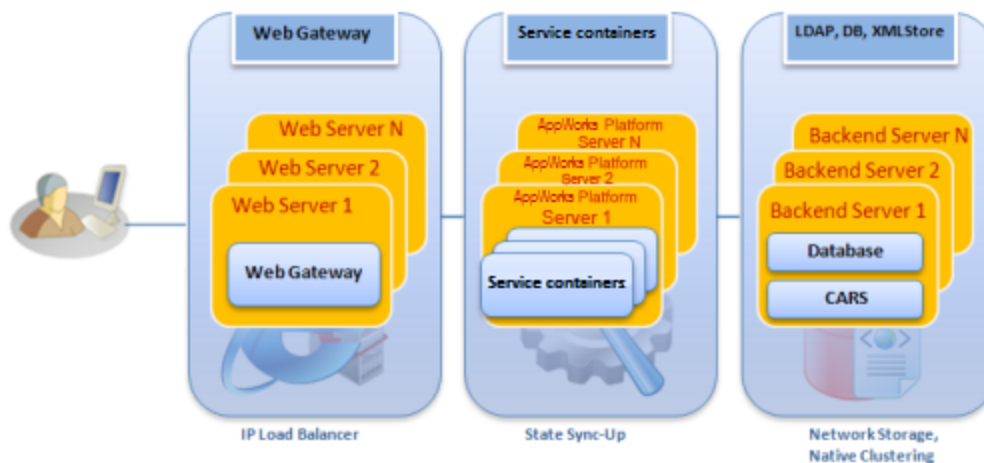 Web Gateway
Web Server N
Web Server 2
Web Server 1
Web Gateway
IP Load Balancer
Service containers
AppWorks Platform
Server N
AppWorks Platform
Server 2
AppWorks Platform
Server 1
Service containers
State Sync-Up
LDAP, DB, XMLStore
Backend Server N
Backend Server 2
Backend Server 1
Database
CARS
Network Storage,
Native Clustering